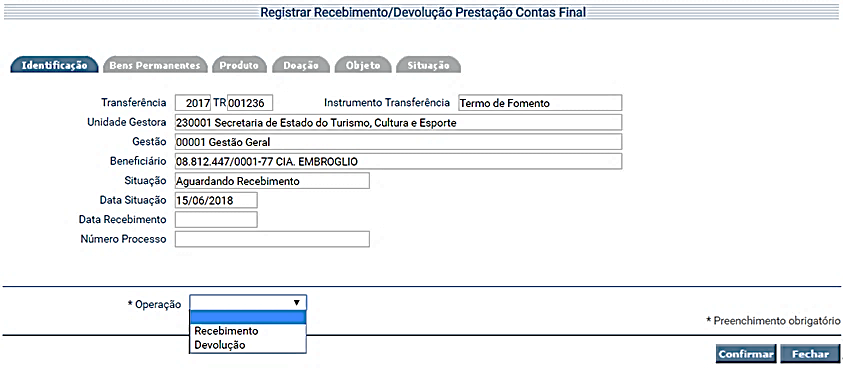 Registrar Recebimento/Devolução Prestação Contas Final
Identificação Bens Permanentes Produto Doação Objeto Situação
Transferência 2017 TR 001236 Instrumento Transferência Termo de Fomento
Unidade Gestora 230001 Secretaria de Estado do Turismo, Cultura e Esporte
Gestão 00001 Gestão Geral
Beneficiário 08.812.447/0001-77 CIA. EMBROGLIO
Situação Aguardando Recebimento
Data Situação 15/06/2018
Data Recebimento
Número Processo
* Operação
Recebimento
* Preenchimento obrigatório
Devolução
Confirmar Fechar